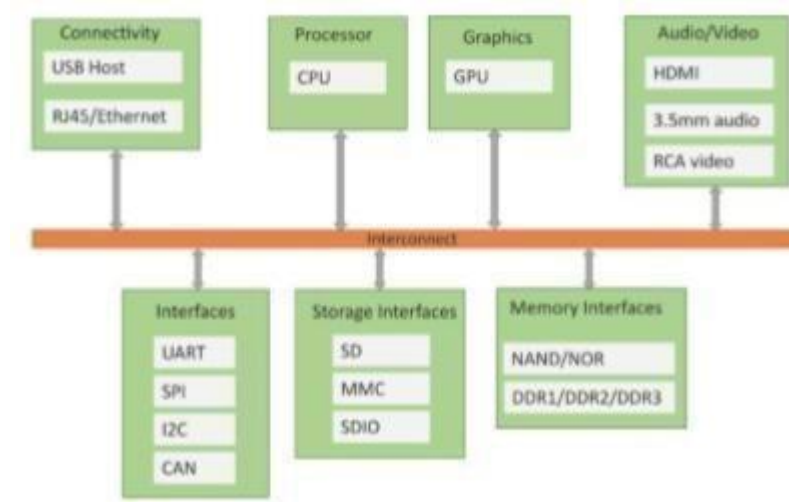 Connectivity
USB Host
RJ45/Ethernet
Processor
CPU
Graphics
GPU
Audio/Video
HDMI
3.5mm audio
RCA video
Interconnect
Interfaces
UART
SPI
I2C
CAN
Storage Interfaces
SD
MMC
SDIO
Memory Interfaces
NAND/NOR
DDR1/DDR2/DDR3